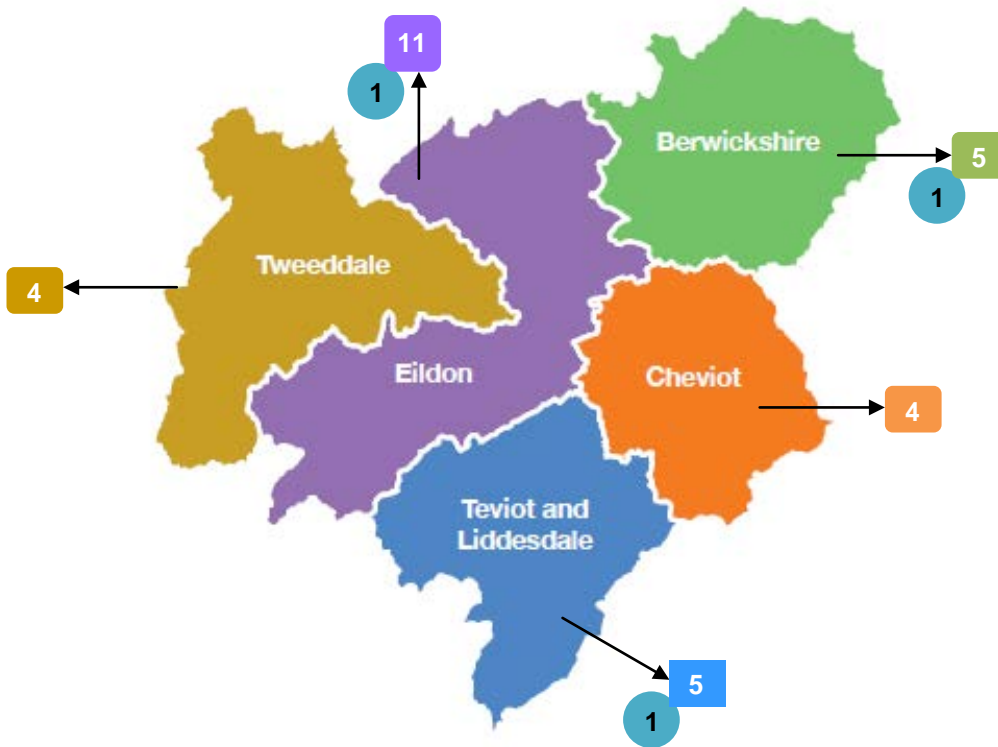 11
1
Berwickshire
5
1
Tweeddale
4
Eildon
Cheviot
4
Teviot and
Liddesdale
5
1